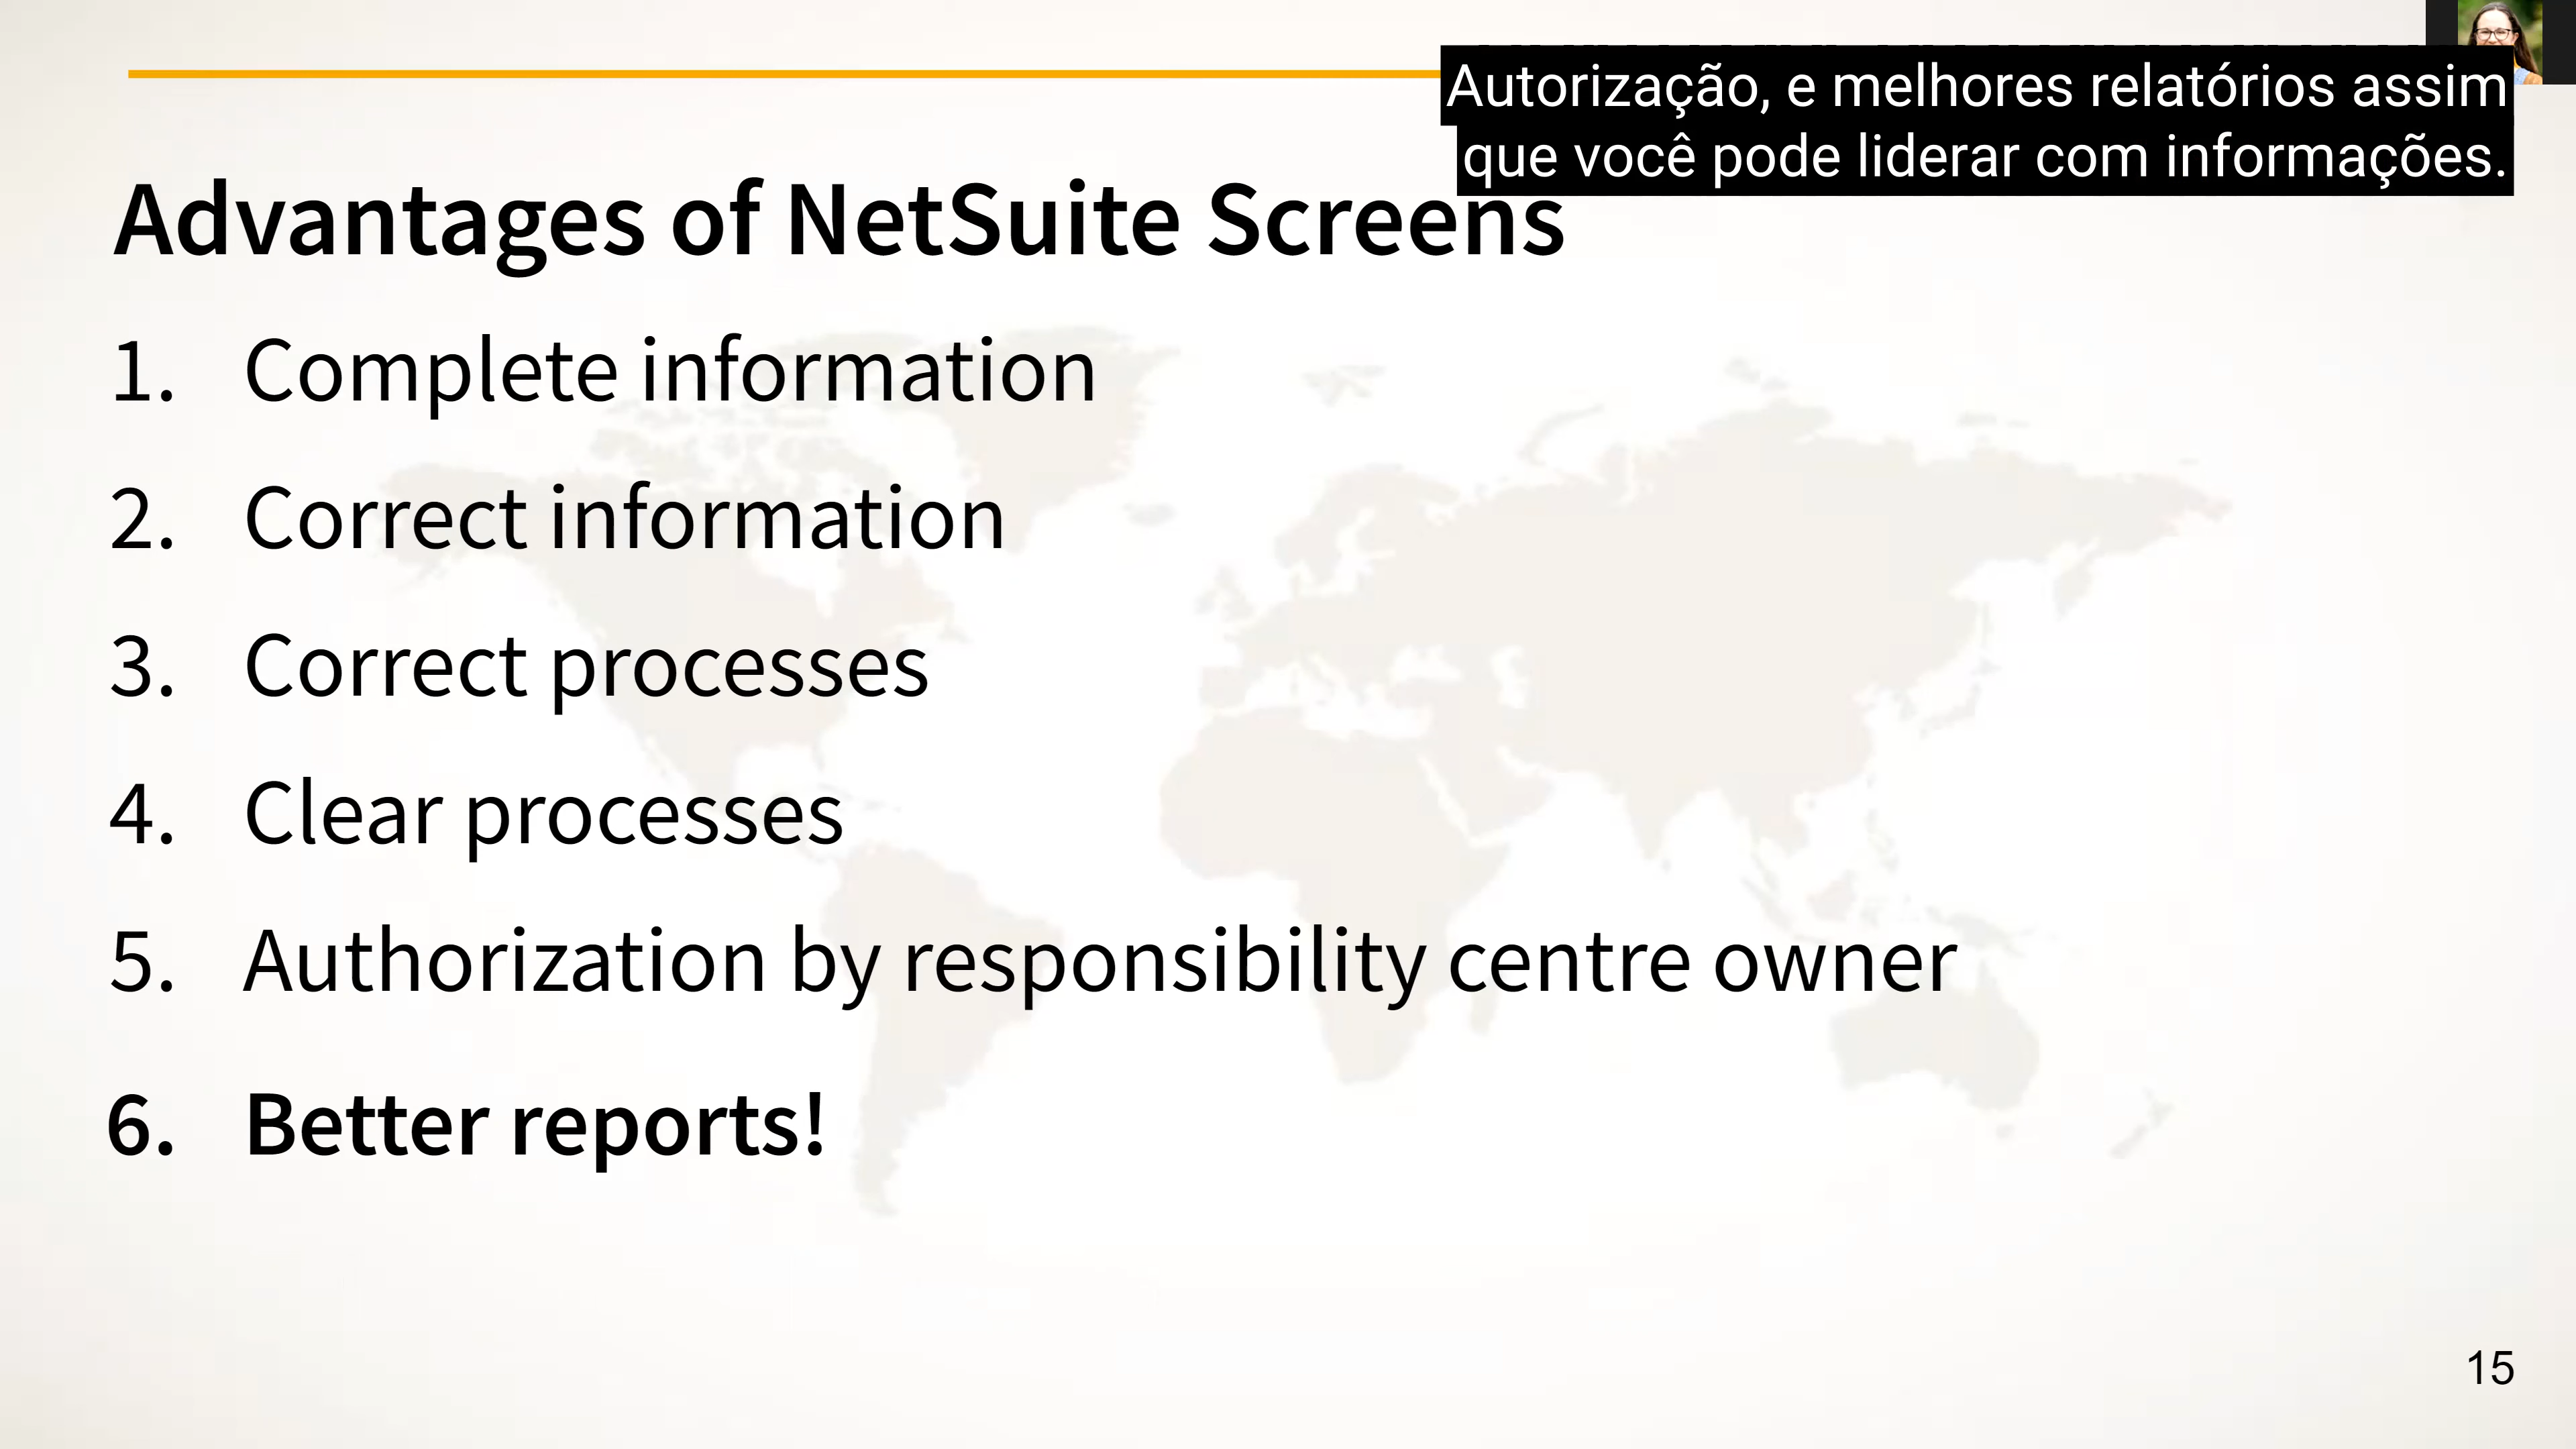 Autorização, e melhores relatórios assim
que você pode liderar com informações.
Advantages of NetSuite Screens
1. Complete information
2. Correct information
3. Correct processes
4. Clear processes
5. Authorization by responsibility centre owner
6. Better reports!
15